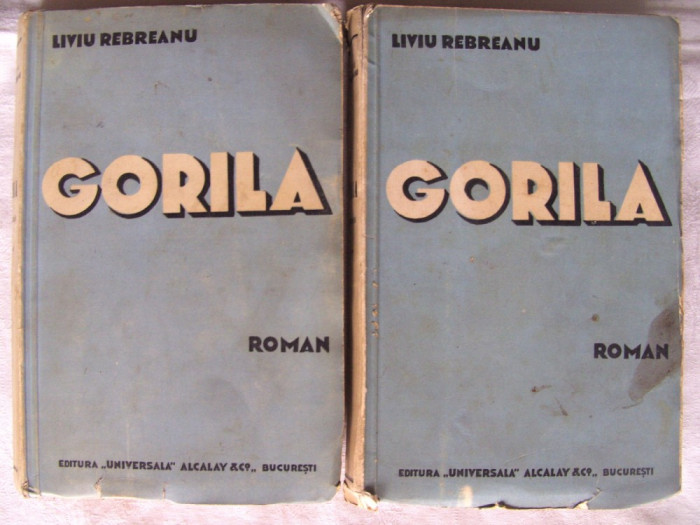 LIVIU REBREANU
GORILA
ROMAN
EDITURA „UNIVERSALA" ALCALAY & Co„ BUCUREȘTI
LIVIU REBREANU
GORILA
ROMAN
EDITURA „UNIVERSALA" ALCALAY & Co„ BUCUREȘTI